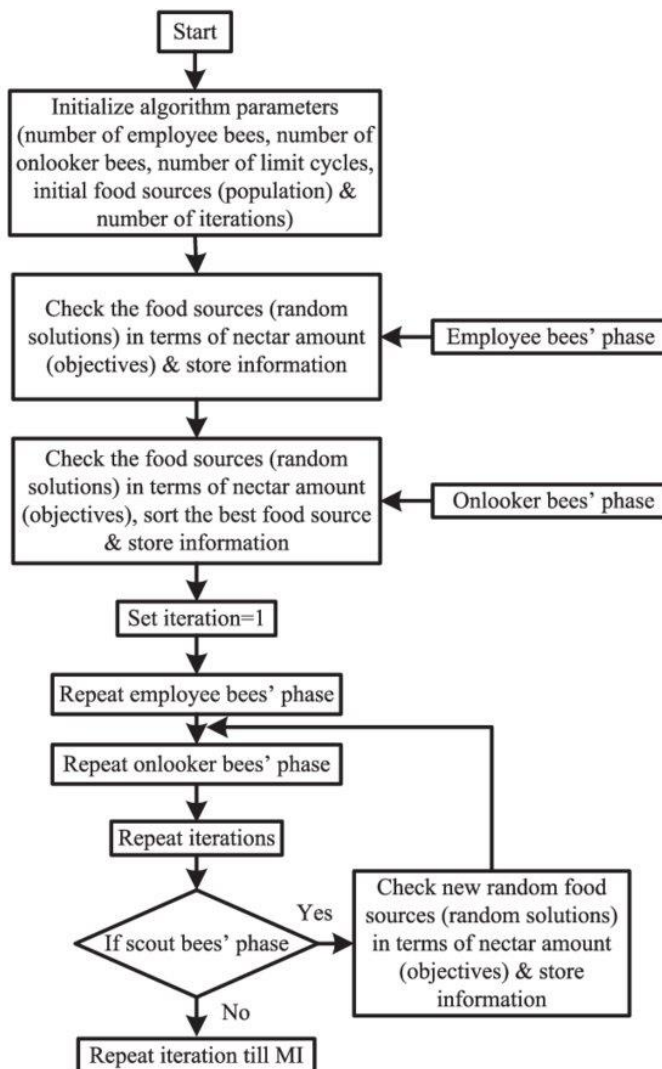 Start
Initialize algorithm parameters
(number of employee bees, number of
onlooker bees, number of limit cycles,
initial food sources (population) &
number of iterations)
Check the food sources (random
solutions) in terms of nectar amount
(objectives) & store information
Employee bees’ phase
Check the food sources (random
solutions) in terms of nectar amount
(objectives), sort the best food source
& store information
Onlooker bees’ phase
Set iteration=1
Repeat employee bees’ phase
Repeat onlooker bees’ phase
Repeat iterations
If scout bees’ phase
Yes
Check new random food
sources (random solutions)
in terms of nectar amount
(objectives) & store
information
No
Repeat iteration till MI